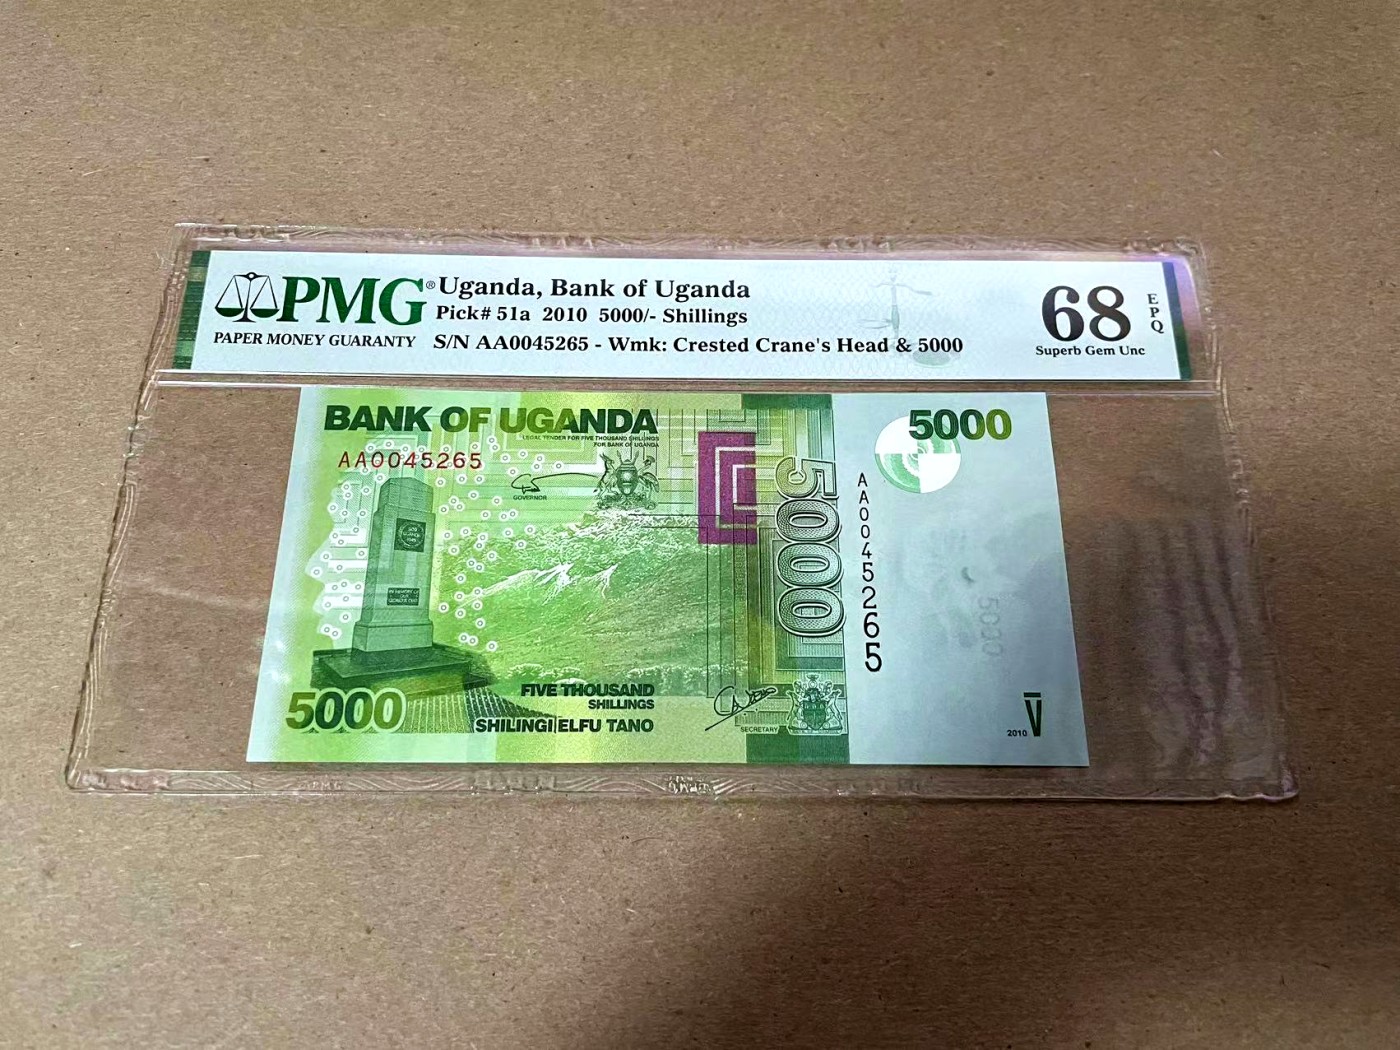 PMG®
PAPER MONEY GUARANTY
Uganda, Bank of Uganda
Pick# 51a 2010 5000/- Shillings
S/N AA0045265 - Wmk: Crested Crane's Head & 5000
68
EPQ
Superb Gem Unc
BANK OF UGANDA
LEGAL TENDER FOR FIVE THOUSAND SHILLINGS
FOR BANK OF UGANDA
AA0045265
GOVERNOR
5000
5000
AA0045265
5000
5000
FIVE THOUSAND
SHILLINGS
SHILINGI ELFU TANO
SECRETARY
2010
V
PMG